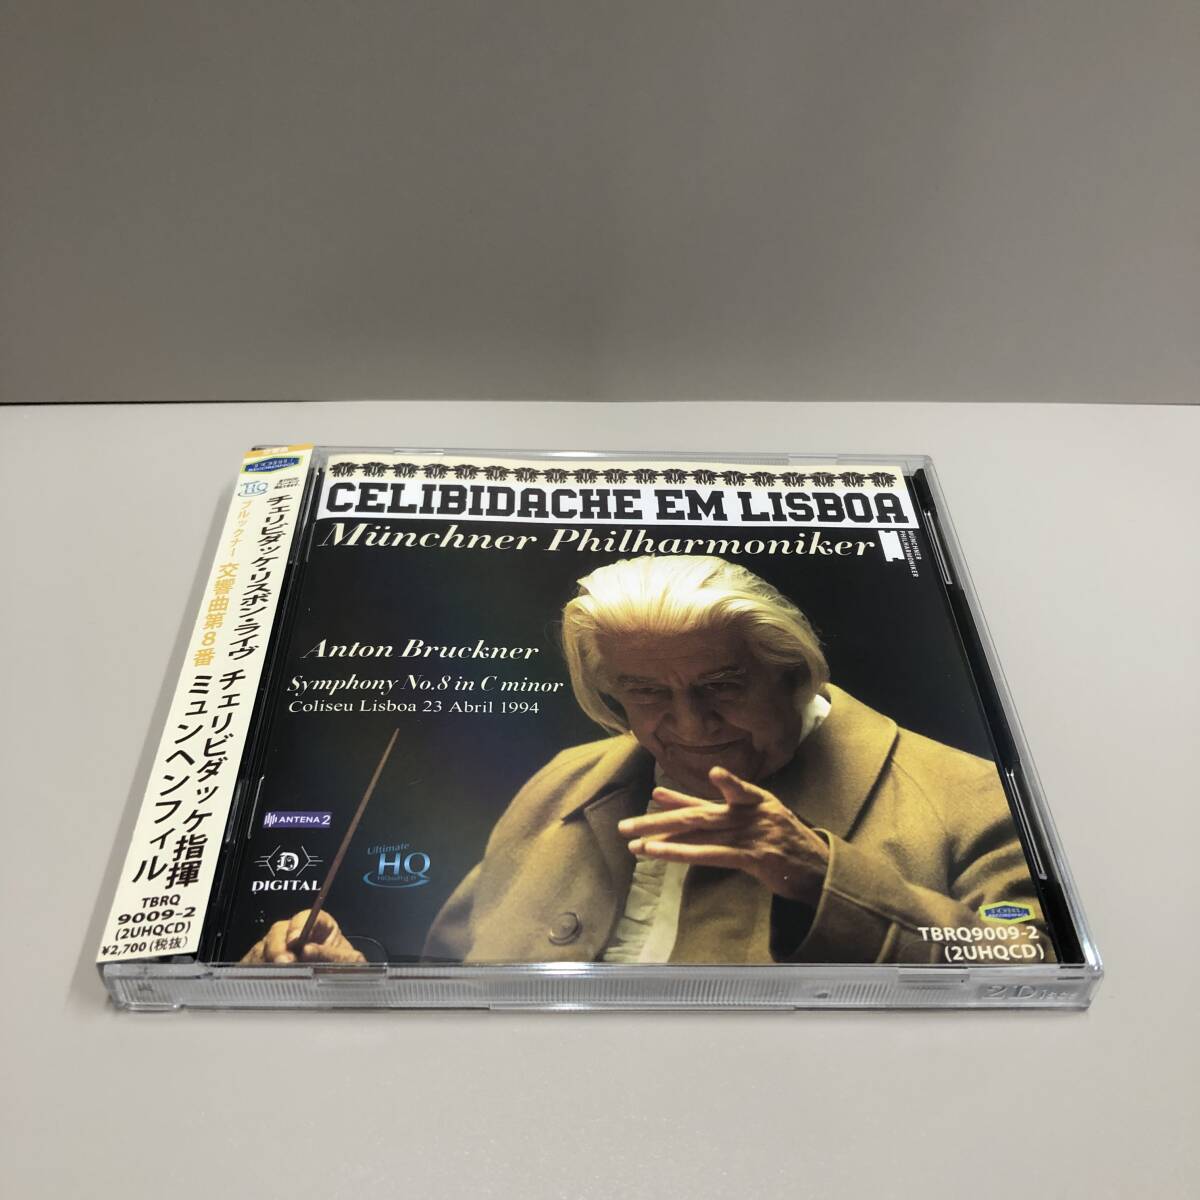 CELIBIDACHE EM LISBOA
Münchner Philharmoniker
MÜNCHNER
PHILHARMONIKER
Anton Bruckner
Symphony No.8 in C minor
Coliseu Lisboa 23 Abril 1994
ANTENA 2
DIGITAL
Ultimate
HQ
TBRQ9009-2
(2UHQCD)
2 Disc
チェリビダッケ・リスボン・ライヴ チェリビダッケ指揮
ブルックナー 交響曲第8番 ミュンヘンフィル
TBRQ
9009-2
(2UHQCD)
¥2,700(税抜)